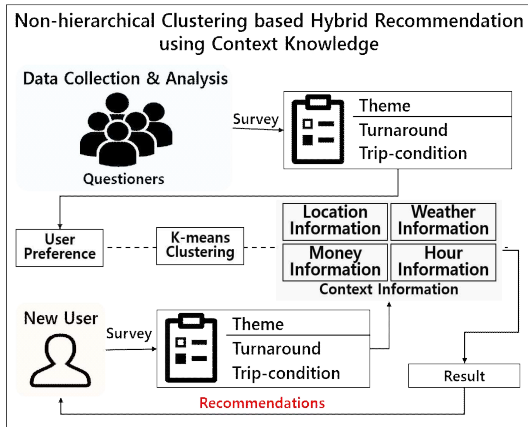 Non-hierarchical Clustering based Hybrid Recommendation
using Context Knowledge
Data Collection & Analysis
Questioners
Survey
Theme
Turnaround
Trip-condition
User
Preference
K-means
Clustering
Location
Information
Weather
Information
Money
Information
Hour
Information
Context Information
New User
Survey
Theme
Turnaround
Trip-condition
Result
Recommendations